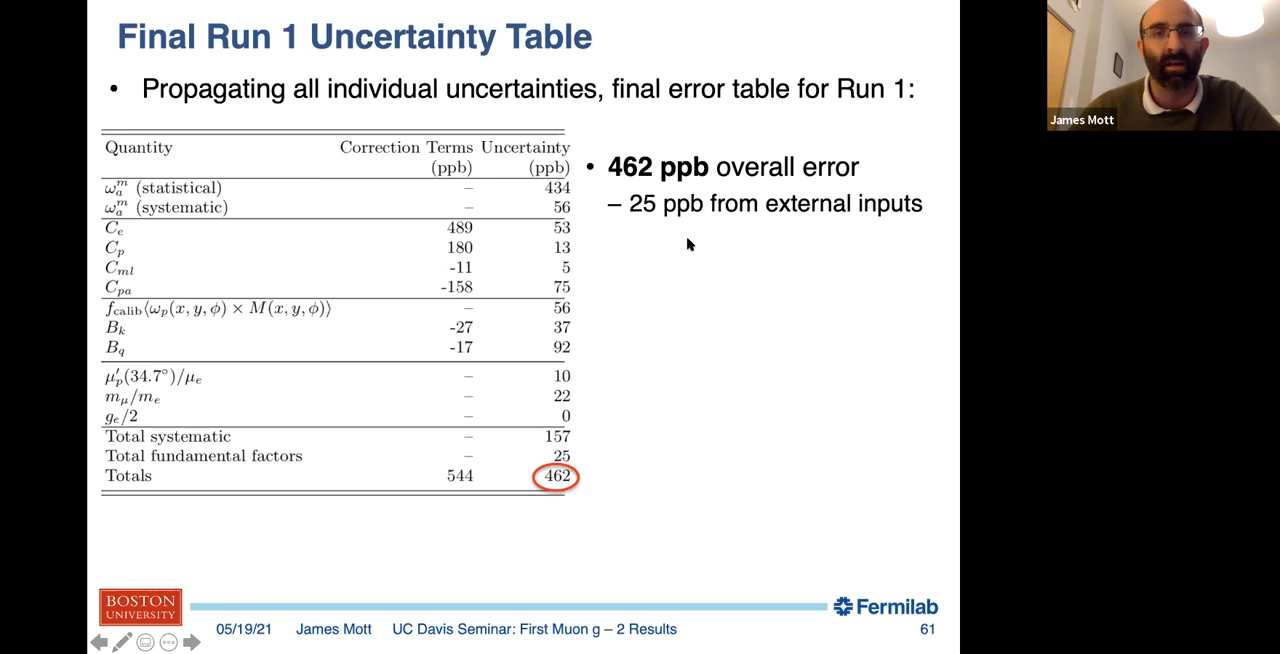 Final Run 1 Uncertainty Table
• Propagating all individual uncertainties, final error table for Run 1:
Quantity Correction Terms Uncertainty
(ppb) (ppb)
ωₐᵐ (statistical) – 434
ωₐᵐ (systematic) – 56
Cₑ 489 53
Cₚ 180 13
Cₘₗ -11 5
Cₚₐ -158 75
f_calib⟨ωₚ(x, y, ϕ) × M(x, y, ϕ)⟩ – 56
Bₖ -27 37
B_q -17 92
μ′ₚ(34.7°)/μₑ – 10
m_μ/mₑ – 22
gₑ/2 – 0
Total systematic – 157
Total fundamental factors – 25
Totals 544 462
• 462 ppb overall error
– 25 ppb from external inputs
James Mott
BOSTON
UNIVERSITY
Fermilab
05/19/21 James Mott UC Davis Seminar: First Muon g – 2 Results 61